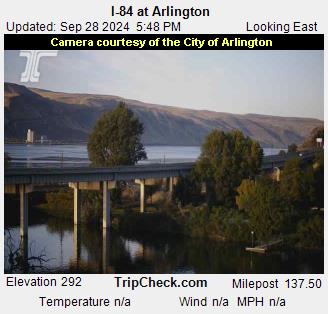 I-84 at Arlington
Updated: Sep 28 2024 5:48 PM Looking East
Camera courtesy of the City of Arlington
Elevation 292 TripCheck.com Milepost 137.50
Temperature n/a Wind n/a MPH n/a